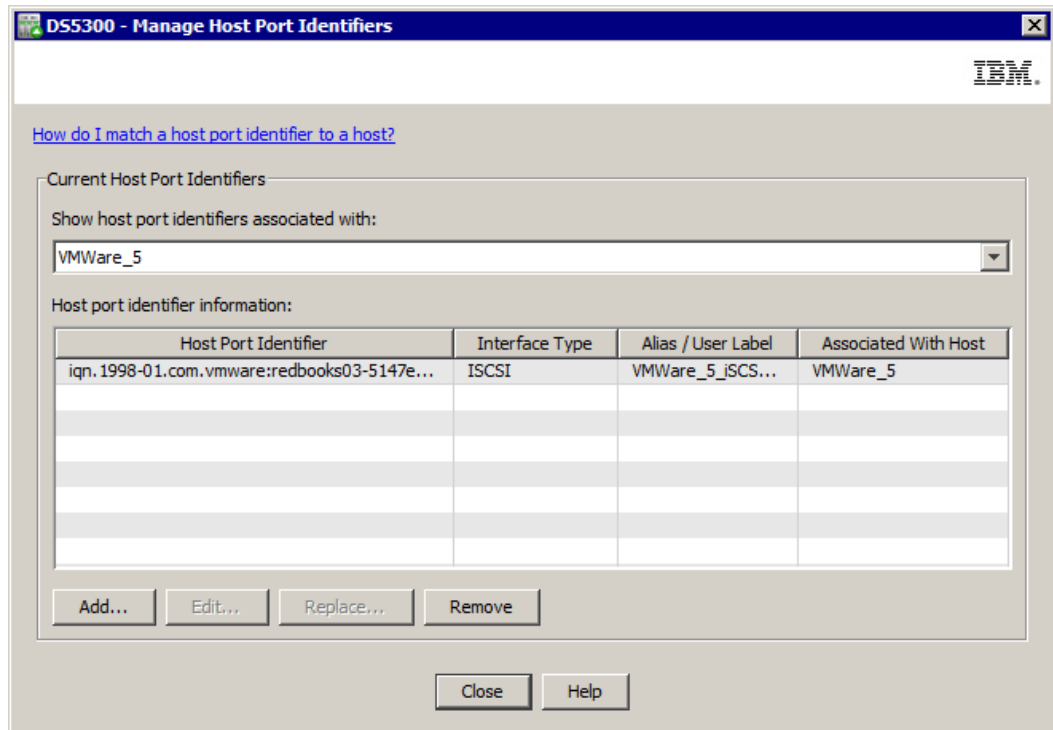 DS5300 - Manage Host Port Identifiers
IBM.
How do I match a host port identifier to a host?
Current Host Port Identifiers
Show host port identifiers associated with:
VMWare_5
Host port identifier information:
Host Port Identifier Interface Type Alias / User Label Associated With Host
iqn.1998-01.com.vmware:redbooks03-5147e... ISCSI VMWare_5_iSCS... VMWare_5
Add... Edit... Replace... Remove
Close Help